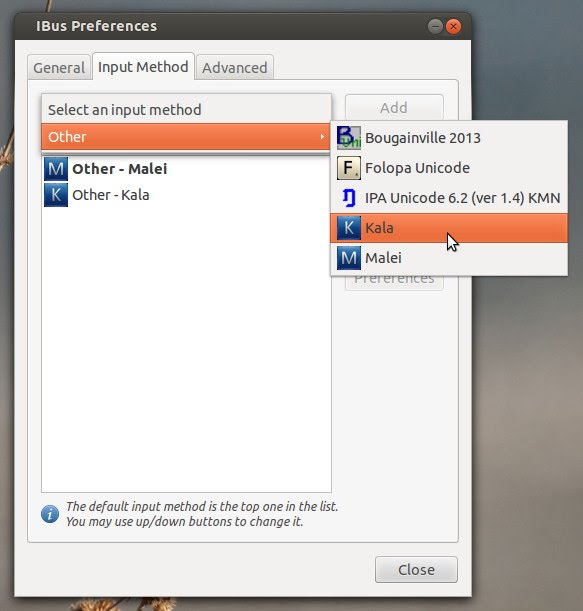 IBus Preferences
General Input Method Advanced
Select an input method
Add
Other
Bougainville 2013
Folopa Unicode
IPA Unicode 6.2 (ver 1.4) KMN
Kala
Malei
M Other - Malei
K Other - Kala
Preferences
The default input method is the top one in the list.
You may use up/down buttons to change it.
Close